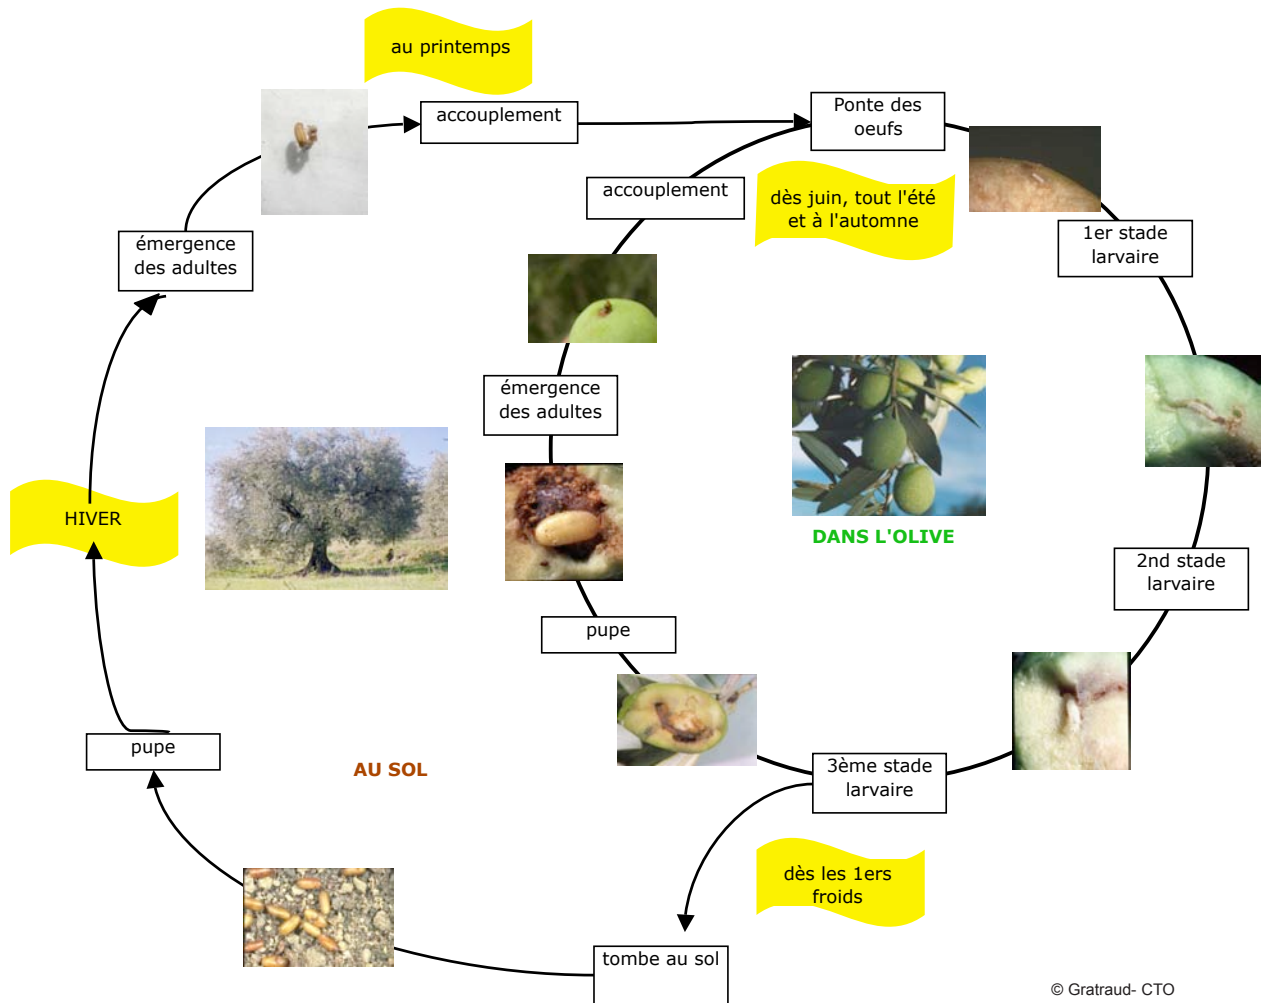 au printemps
accouplement
Ponte des
oeufs
accouplement
dès juin, tout l'été
et à l'automne
émergence
des adultes
1er stade
larvaire
émergence
des adultes
HIVER
DANS L'OLIVE
2nd stade
larvaire
pupe
pupe
AU SOL
3ème stade
larvaire
dès les 1ers
froids
tombe au sol
© Gratraud- CTO